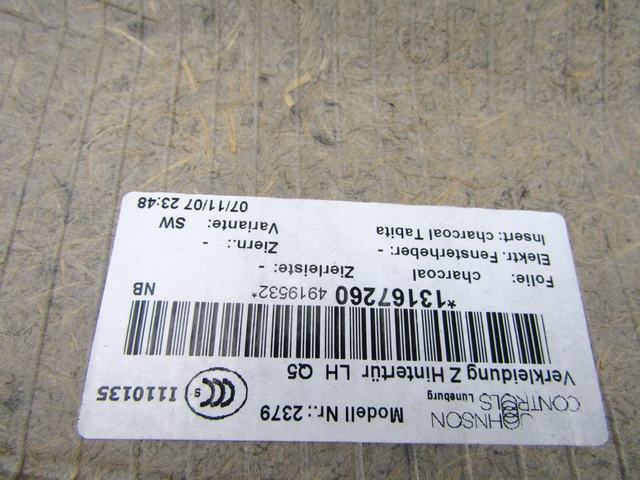 JOHNSON
CONTROLS Lüneburg
Modell Nr.: 2379
CCC S
I110135
Verkleidung Z Hintertür LH Q5
*13167260 4919532*
NB
Folie: charcoal
Zierleiste: -
Elektr. Fensterheber: -
Ziern.: -
Insert: charcoal Tabita
Variante: SW
07/11/07 23:48